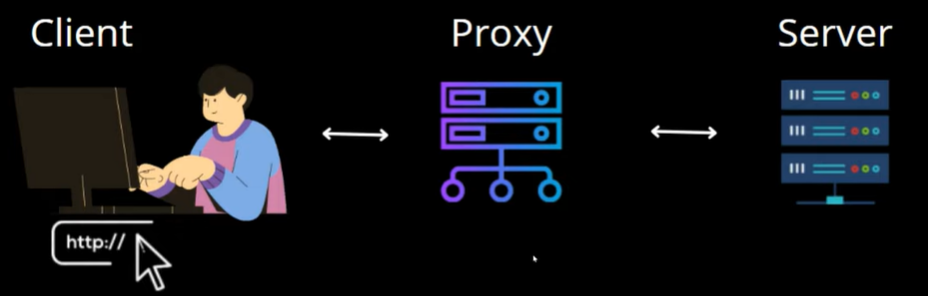 Client
Proxy
Server
http://